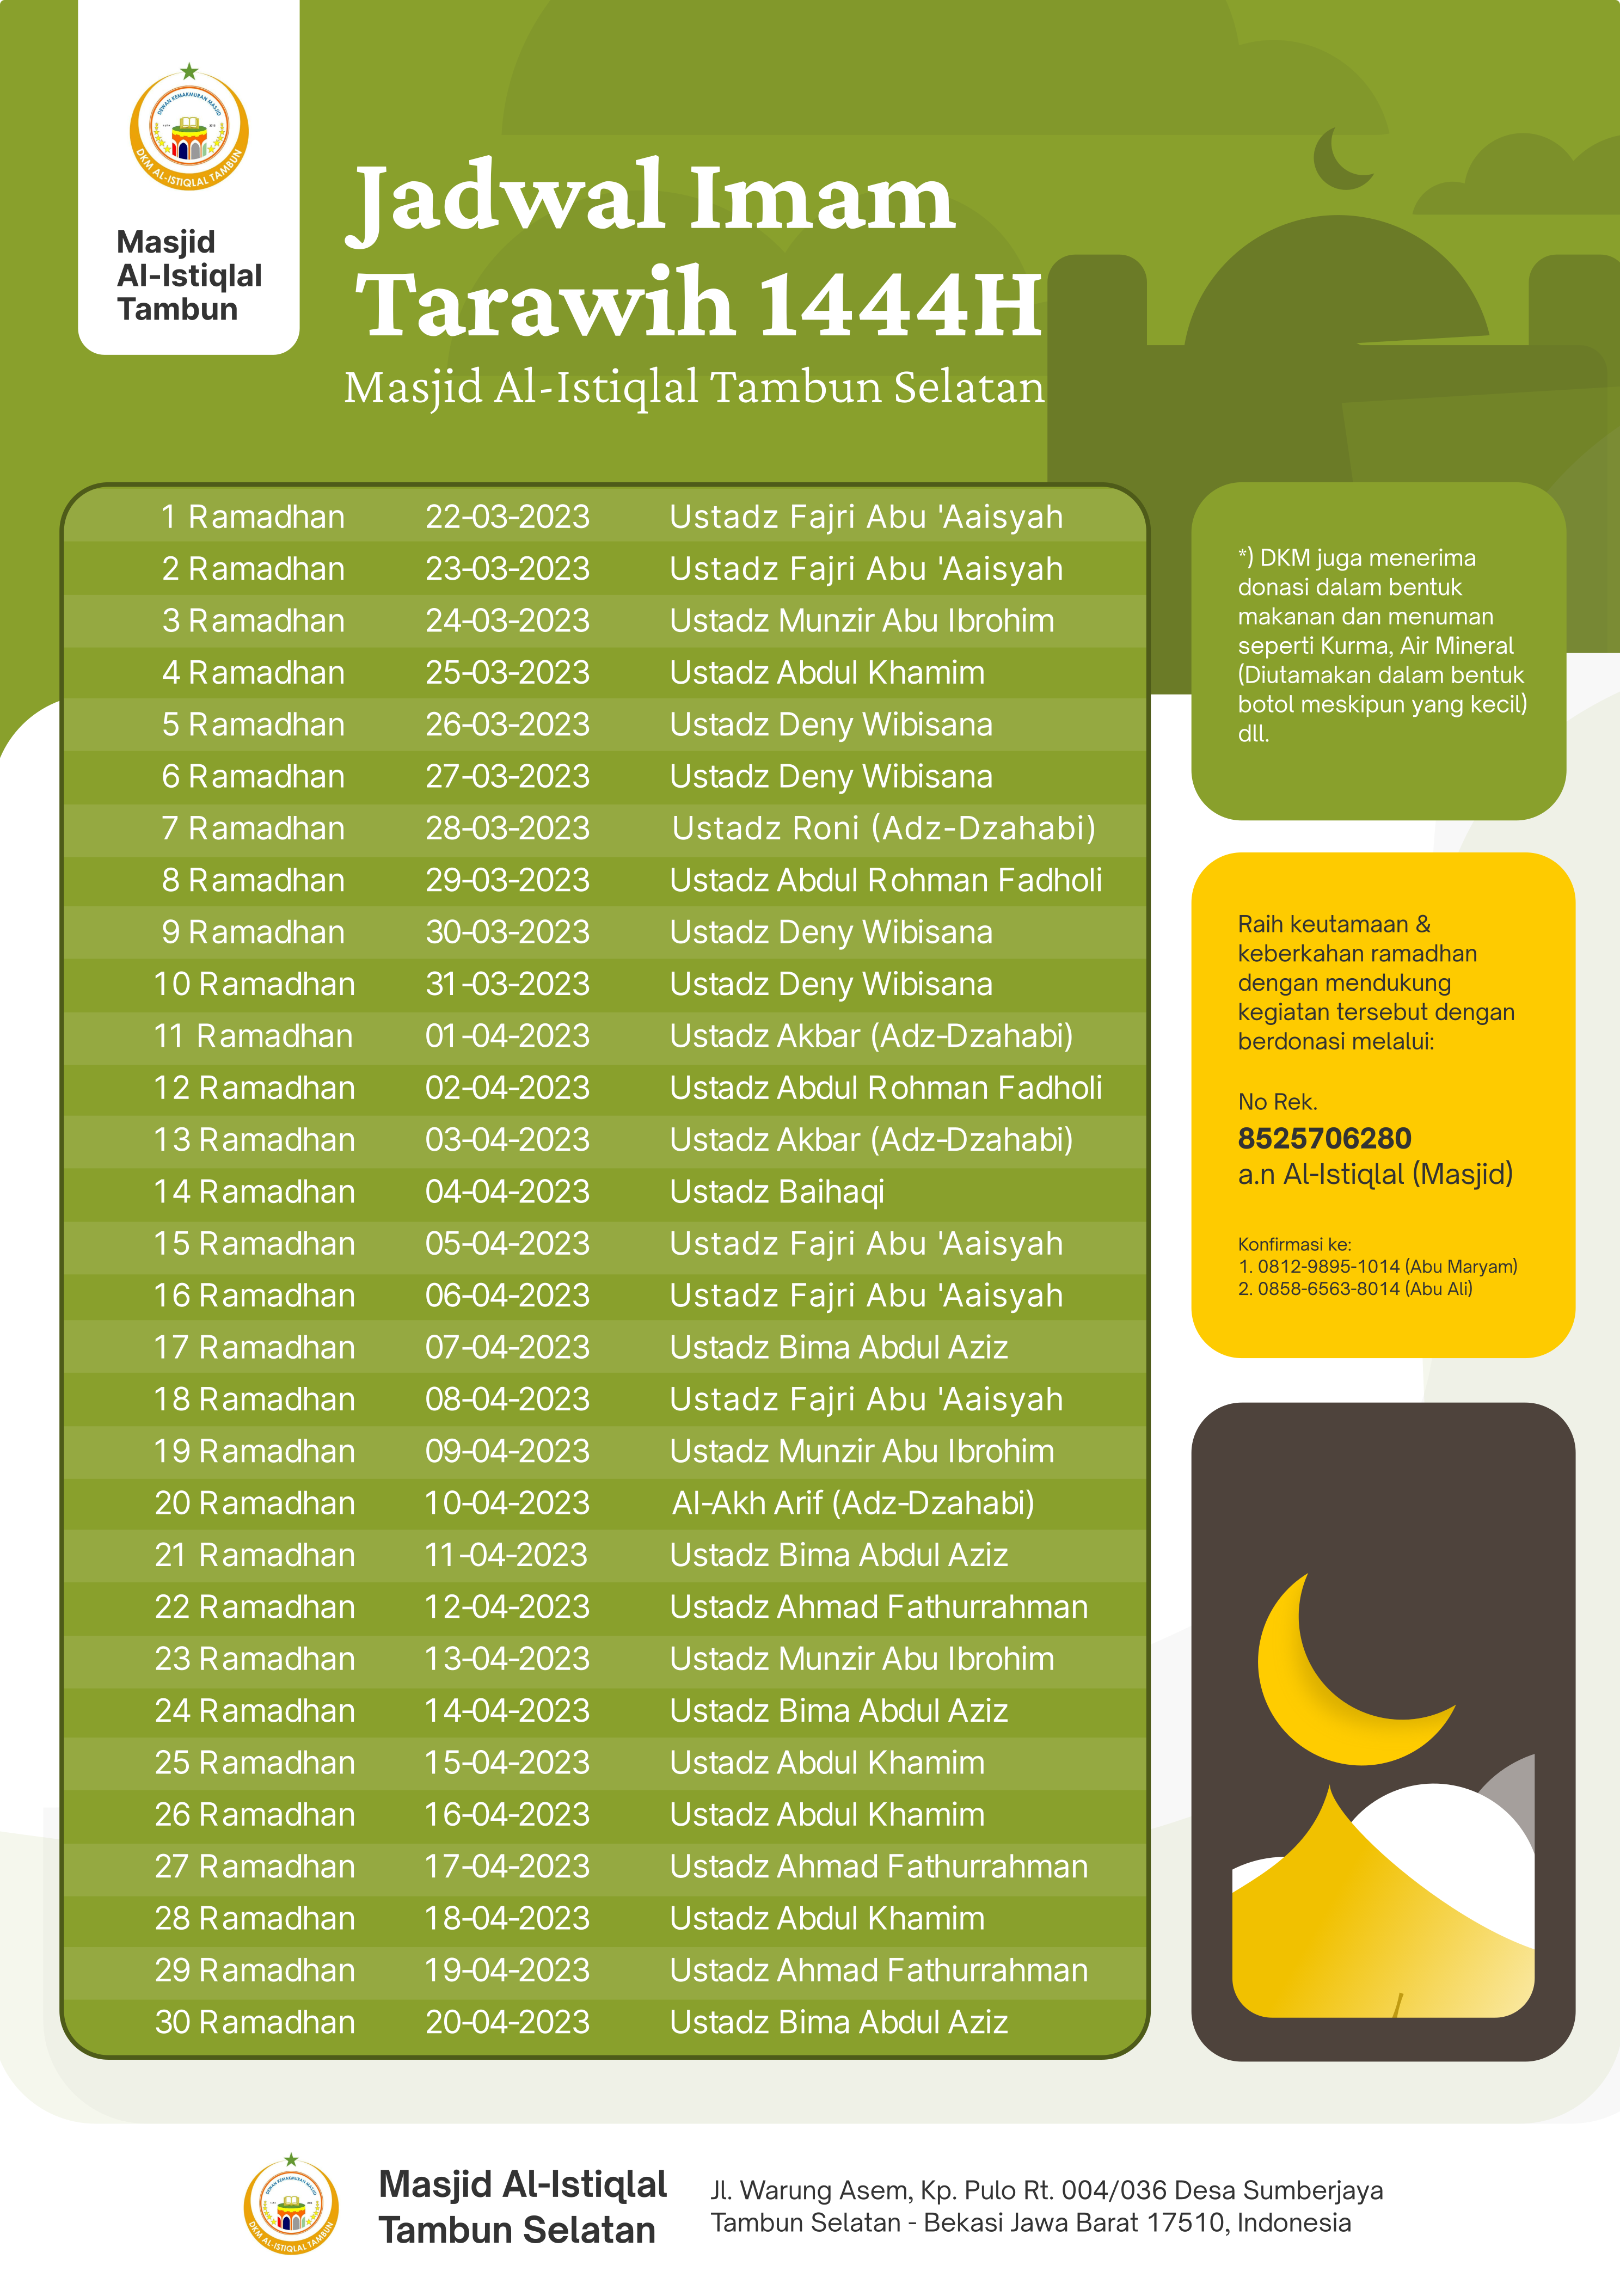 DEWAN KEMAKMURAN MASJID
DKM AL-ISTIQLAL TAMBUN
Masjid
Al-Istiqlal
Tambun
Jadwal Imam
Tarawih 1444H
Masjid Al-Istiqlal Tambun Selatan
1 Ramadhan 22-03-2023 Ustadz Fajri Abu 'Aaisyah
2 Ramadhan 23-03-2023 Ustadz Fajri Abu 'Aaisyah
3 Ramadhan 24-03-2023 Ustadz Munzir Abu Ibrohim
4 Ramadhan 25-03-2023 Ustadz Abdul Khamim
5 Ramadhan 26-03-2023 Ustadz Deny Wibisana
6 Ramadhan 27-03-2023 Ustadz Deny Wibisana
7 Ramadhan 28-03-2023 Ustadz Roni (Adz-Dzahabi)
8 Ramadhan 29-03-2023 Ustadz Abdul Rohman Fadholi
9 Ramadhan 30-03-2023 Ustadz Deny Wibisana
10 Ramadhan 31-03-2023 Ustadz Deny Wibisana
11 Ramadhan 01-04-2023 Ustadz Akbar (Adz-Dzahabi)
12 Ramadhan 02-04-2023 Ustadz Abdul Rohman Fadholi
13 Ramadhan 03-04-2023 Ustadz Akbar (Adz-Dzahabi)
14 Ramadhan 04-04-2023 Ustadz Baihaqi
15 Ramadhan 05-04-2023 Ustadz Fajri Abu 'Aaisyah
16 Ramadhan 06-04-2023 Ustadz Fajri Abu 'Aaisyah
17 Ramadhan 07-04-2023 Ustadz Bima Abdul Aziz
18 Ramadhan 08-04-2023 Ustadz Fajri Abu 'Aaisyah
19 Ramadhan 09-04-2023 Ustadz Munzir Abu Ibrohim
20 Ramadhan 10-04-2023 Al-Akh Arif (Adz-Dzahabi)
21 Ramadhan 11-04-2023 Ustadz Bima Abdul Aziz
22 Ramadhan 12-04-2023 Ustadz Ahmad Fathurrahman
23 Ramadhan 13-04-2023 Ustadz Munzir Abu Ibrohim
24 Ramadhan 14-04-2023 Ustadz Bima Abdul Aziz
25 Ramadhan 15-04-2023 Ustadz Abdul Khamim
26 Ramadhan 16-04-2023 Ustadz Abdul Khamim
27 Ramadhan 17-04-2023 Ustadz Ahmad Fathurrahman
28 Ramadhan 18-04-2023 Ustadz Abdul Khamim
29 Ramadhan 19-04-2023 Ustadz Ahmad Fathurrahman
30 Ramadhan 20-04-2023 Ustadz Bima Abdul Aziz
*) DKM juga menerima
donasi dalam bentuk
makanan dan menuman
seperti Kurma, Air Mineral
(Diutamakan dalam bentuk
botol meskipun yang kecil)
dll.
Raih keutamaan &
keberkahan ramadhan
dengan mendukung
kegiatan tersebut dengan
berdonasi melalui:
No Rek.
8525706280
a.n Al-Istiqlal (Masjid)
Konfirmasi ke:
1. 0812-9895-1014 (Abu Maryam)
2. 0858-6563-8014 (Abu Ali)
DEWAN KEMAKMURAN MASJID
DKM AL-ISTIQLAL TAMBUN
Masjid Al-Istiqlal
Tambun Selatan
Jl. Warung Asem, Kp. Pulo Rt. 004/036 Desa Sumberjaya
Tambun Selatan - Bekasi Jawa Barat 17510, Indonesia